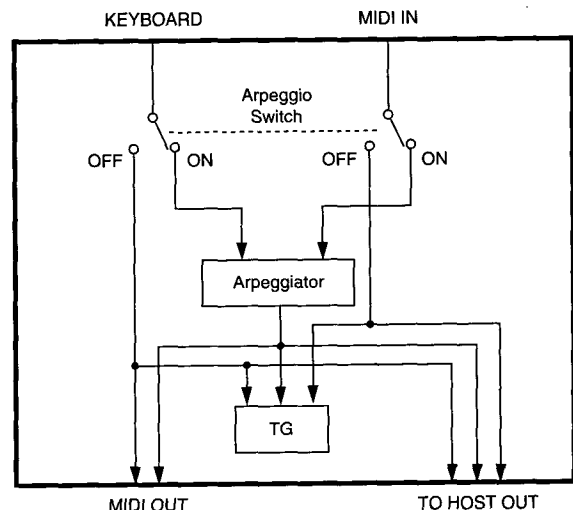 KEYBOARD MIDI IN
Arpeggio
Switch
OFF ON OFF ON
Arpeggiator
TG
MIDI OUT TO HOST OUT